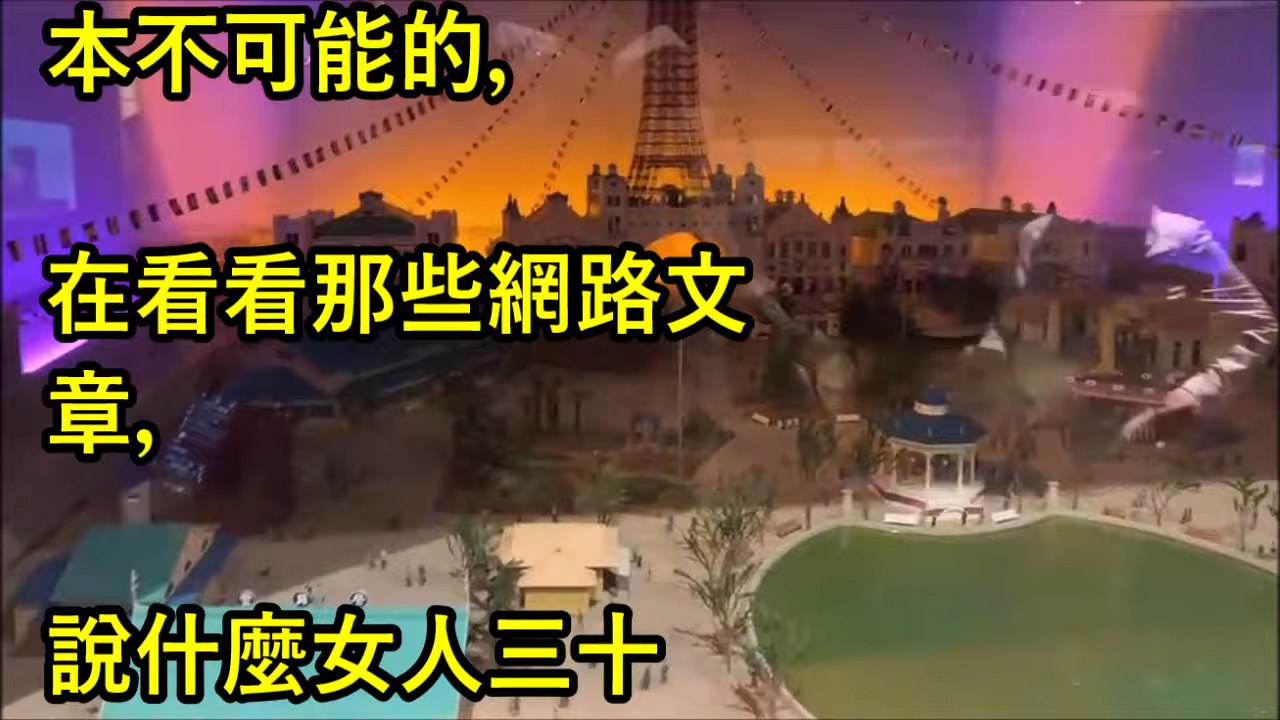 本不可能的,
在看看那些網路文
章,
說什麼女人三十